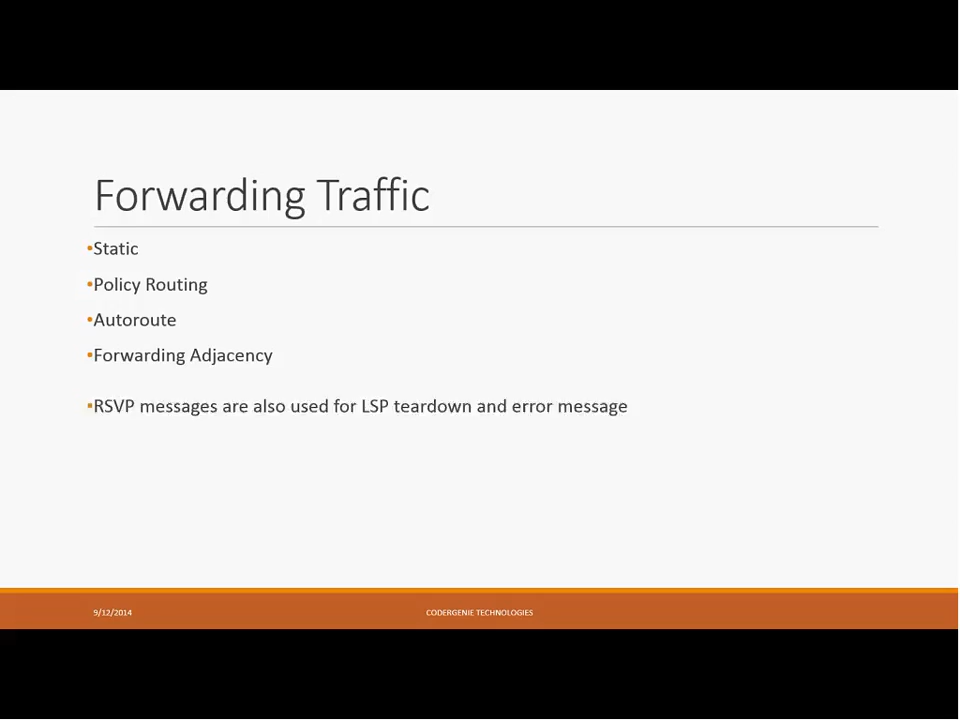 Forwarding Traffic
•Static
•Policy Routing
•Autoroute
•Forwarding Adjacency
▪RSVP messages are also used for LSP teardown and error message
9/12/2014
CODERGENIE TECHNOLOGIES